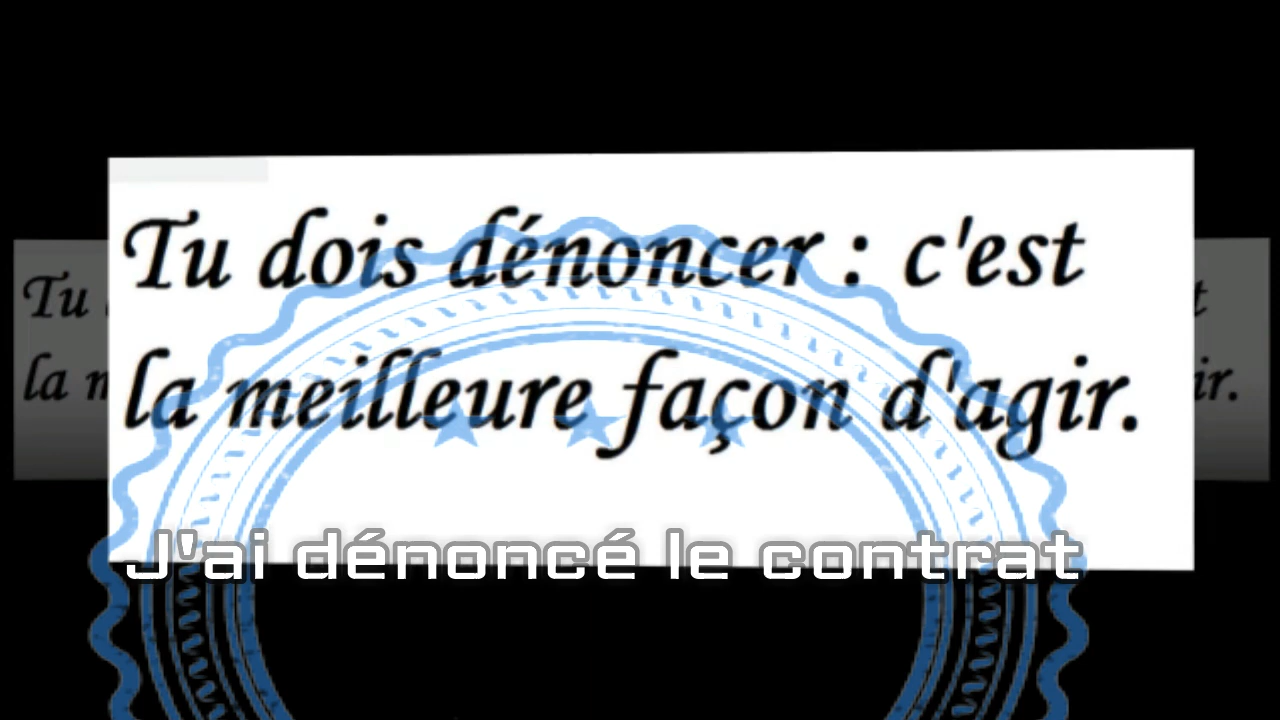 Tu dois dénoncer : c'est
la meilleure façon d'agir.
J'ai dénoncé le contrat